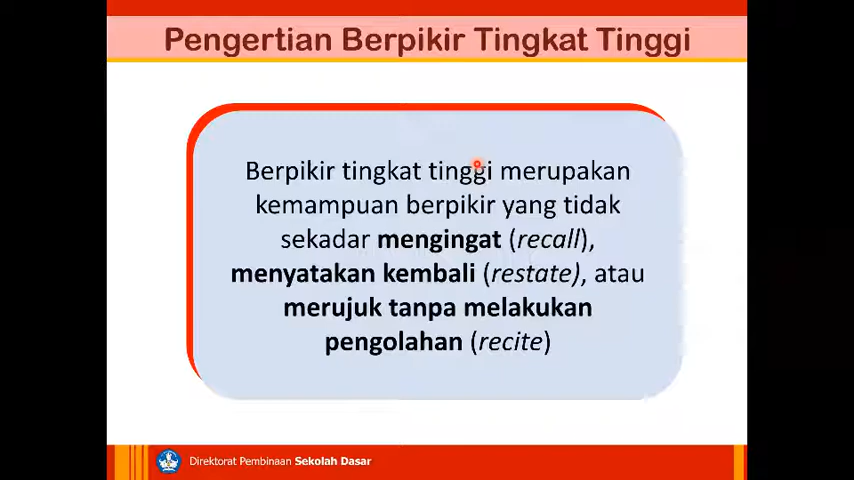 Pengertian Berpikir Tingkat Tinggi
Berpikir tingkat tinggi merupakan
kemampuan berpikir yang tidak
sekadar mengingat (recall),
menyatakan kembali (restate), atau
merujuk tanpa melakukan
pengolahan (recite)
Direktorat Pembinaan Sekolah Dasar